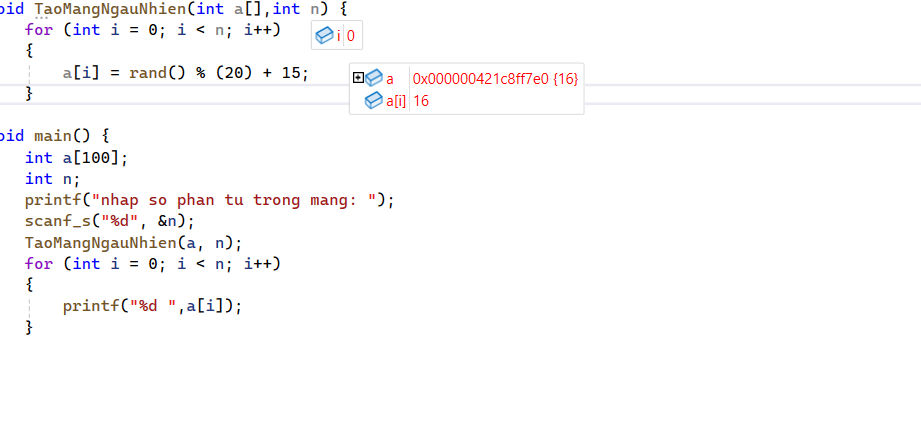 oid TaoMangNgauNhien(int a[],int n) {
for (int i = 0; i < n; i++)
i 0
{
a[i] = rand() % (20) + 15;
a 0x000000421c8ff7e0 {16}
}
a[i] 16
oid main() {
int a[100];
int n;
printf("nhap so phan tu trong mang: ");
scanf_s("%d", &n);
TaoMangNgauNhien(a, n);
for (int i = 0; i < n; i++)
{
printf("%d ",a[i]);
}